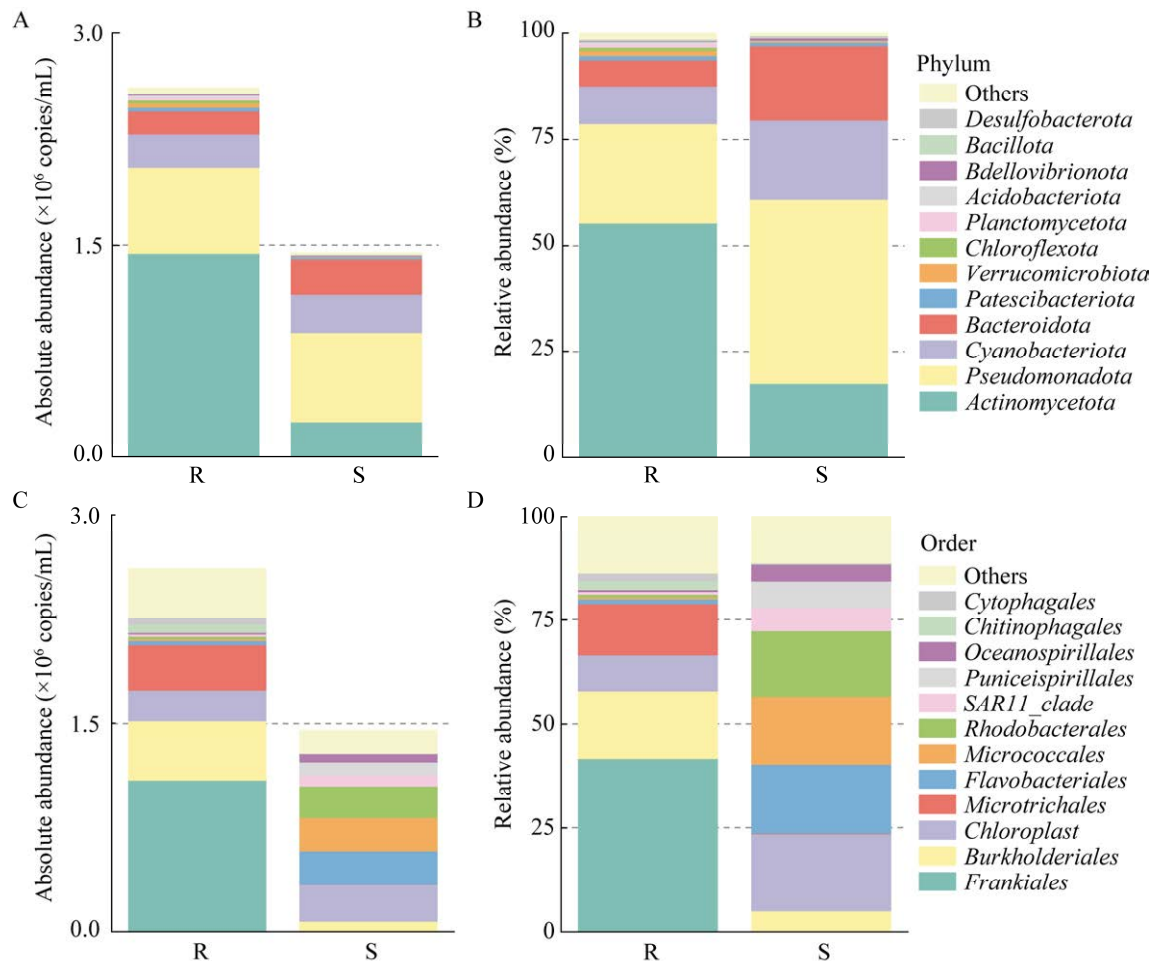 A
3.0
1.5
0.0
Absolute abundance (×10⁶ copies/mL)
R
S
B
100
75
50
25
0
Relative abundance (%)
R
S
Phylum
Others
Desulfobacterota
Bacillota
Bdellovibrionota
Acidobacteriota
Planctomycetota
Chloroflexota
Verrucomicrobiota
Patescibacteriota
Bacteroidota
Cyanobacteriota
Pseudomonadota
Actinomycetota
C
3.0
1.5
0.0
Absolute abundance (×10⁶ copies/mL)
R
S
D
100
75
50
25
0
Relative abundance (%)
R
S
Order
Others
Cytophagales
Chitinophagales
Oceanospirillales
Puniceispirillales
SAR11_clade
Rhodobacterales
Micrococcales
Flavobacteriales
Microtrichales
Chloroplast
Burkholderiales
Frankiales